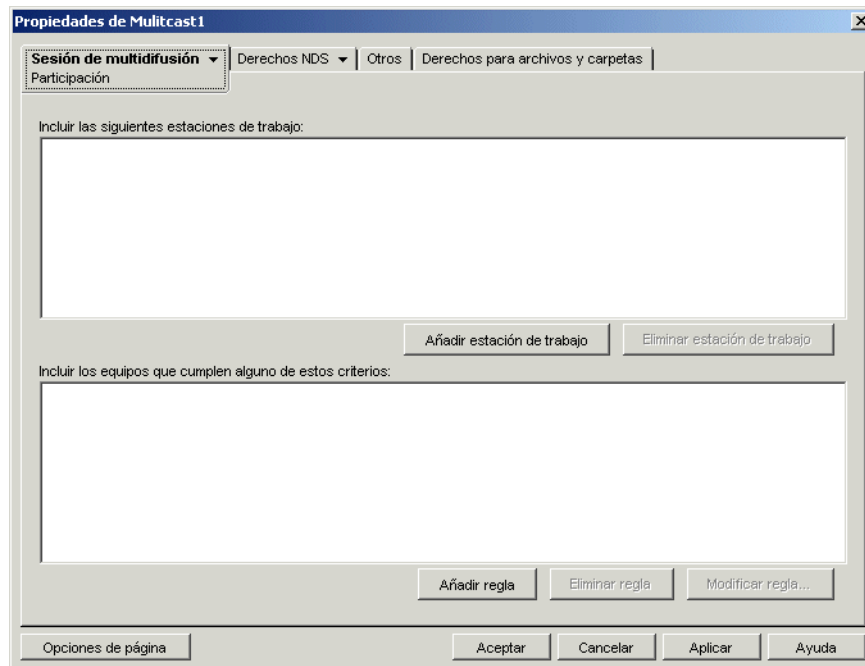 Propiedades de Mulitcast1
Sesión de multidifusión Derechos NDS Otros Derechos para archivos y carpetas
Participación
Incluir las siguientes estaciones de trabajo:
Añadir estación de trabajo Eliminar estación de trabajo
Incluir los equipos que cumplen alguno de estos criterios:
Añadir regla Eliminar regla Modificar regla...
Opciones de página Aceptar Cancelar Aplicar Ayuda